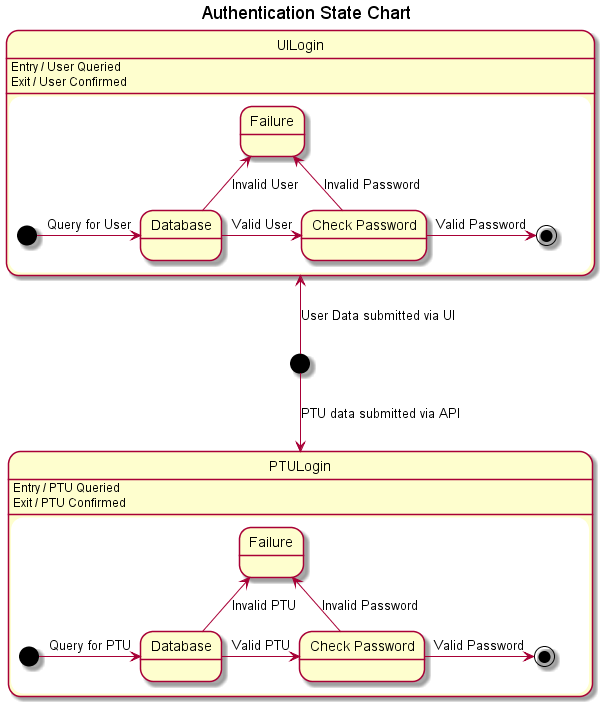 Authentication State Chart
UILogin
Entry / User Queried
Exit / User Confirmed
Failure
Invalid User
Invalid Password
Query for User
Database
Valid User
Check Password
Valid Password
User Data submitted via UI
PTU data submitted via API
PTULogin
Entry / PTU Queried
Exit / PTU Confirmed
Failure
Invalid PTU
Invalid Password
Query for PTU
Database
Valid PTU
Check Password
Valid Password